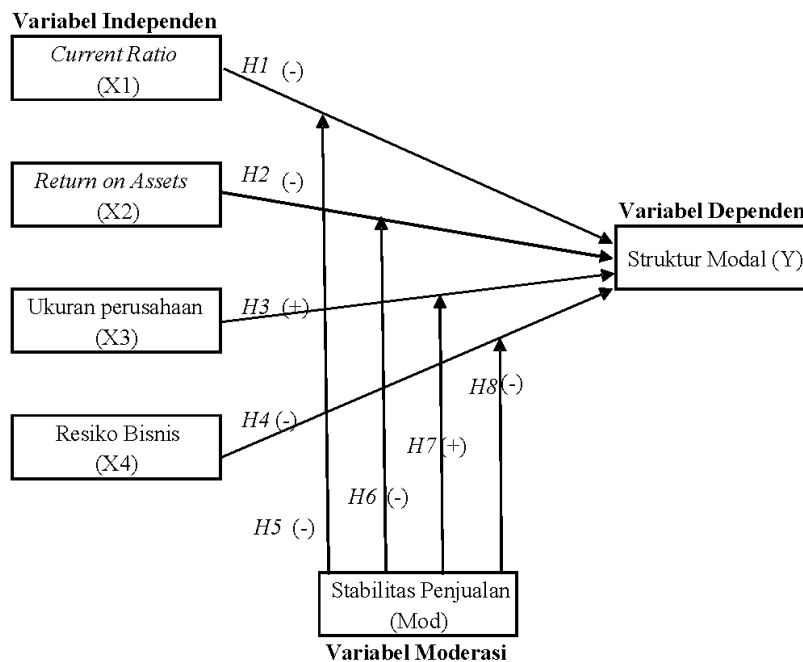 Variabel Independen
Current Ratio
(X1)
H1 (-)
Return on Assets
(X2)
H2 (-)
Variabel Dependen
Struktur Modal (Y)
Ukuran perusahaan
(X3)
H3 (+)
H8 (-)
Resiko Bisnis
(X4)
H4 (-)
H7 (+)
H6 (-)
H5 (-)
Stabilitas Penjualan
(Mod)
Variabel Moderasi